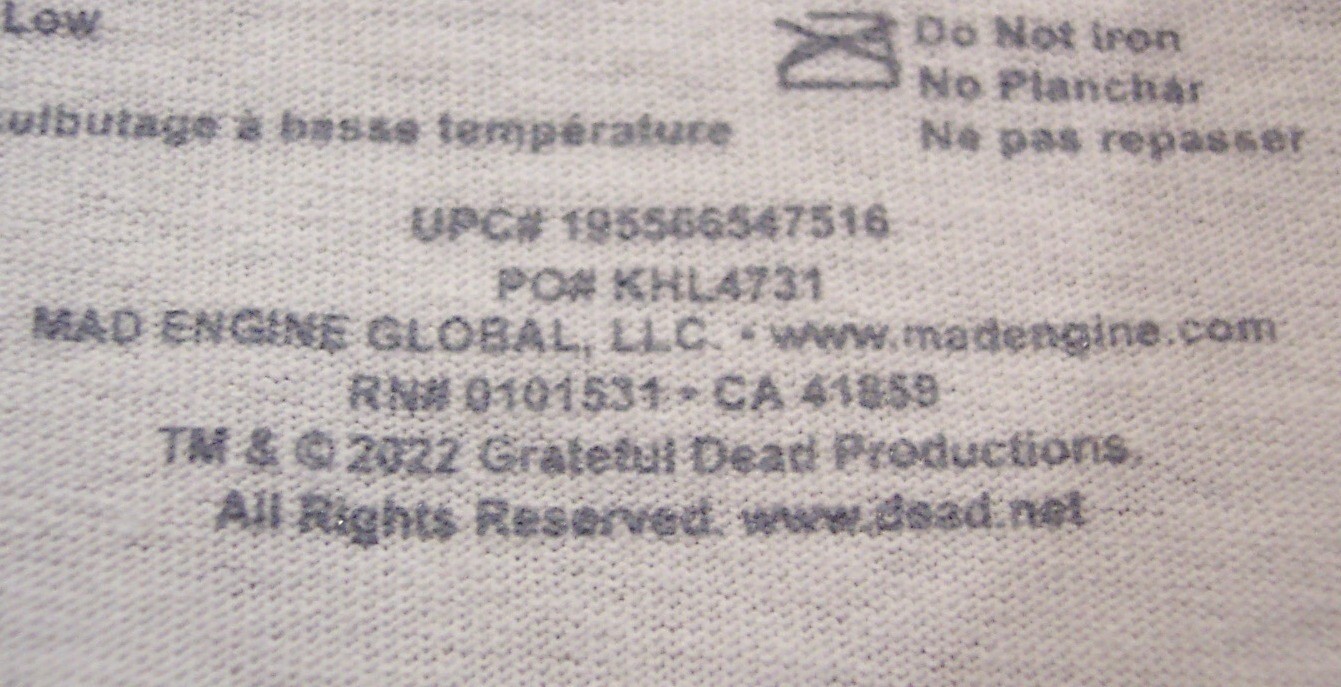 Low
Do Not Iron
No Planchar
ulbutage à basse température
Ne pas repasser
UPC# 195566547516
PO# KHL4731
MAD ENGINE GLOBAL, LLC. • www.madengine.com
RN# 0101531 • CA 41859
TM & © 2022 Grateful Dead Productions.
All Rights Reserved. www.dead.net